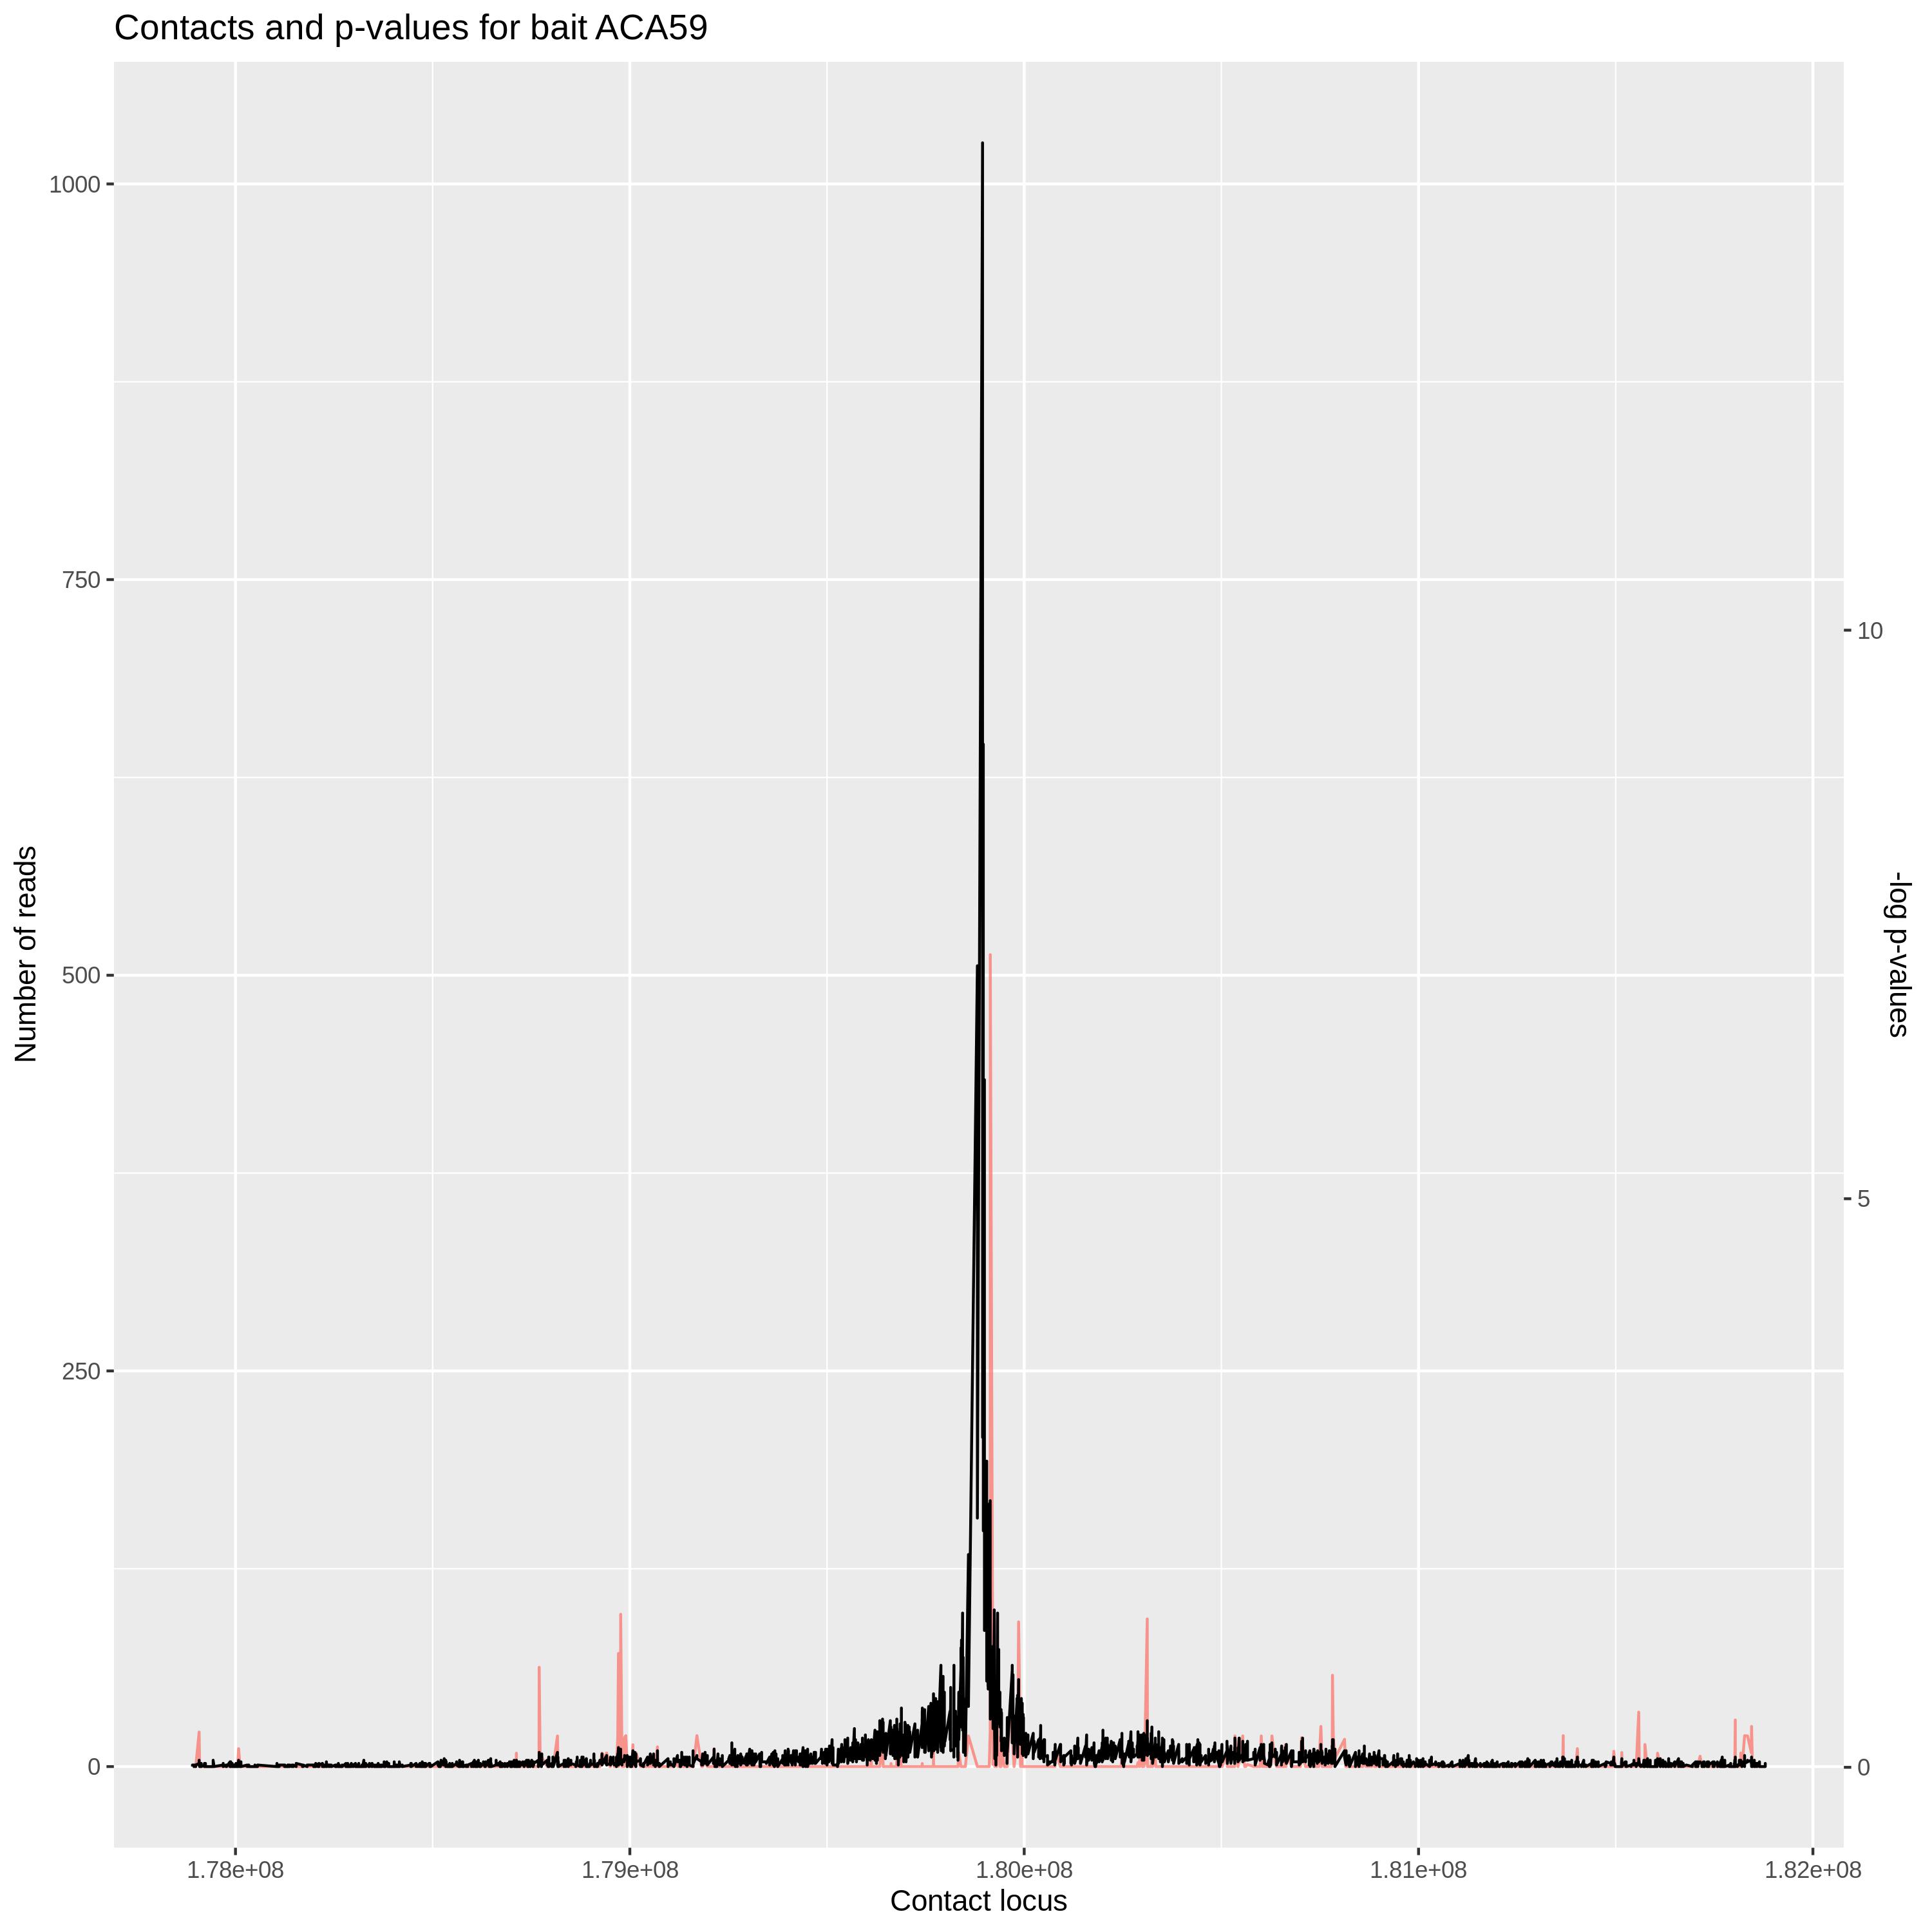 Contacts and p-values for bait ACA59
1000
750
500
250
0
Number of reads
10
5
0
-log p-values
1.78e+08
1.79e+08
1.80e+08
1.81e+08
1.82e+08
Contact locus